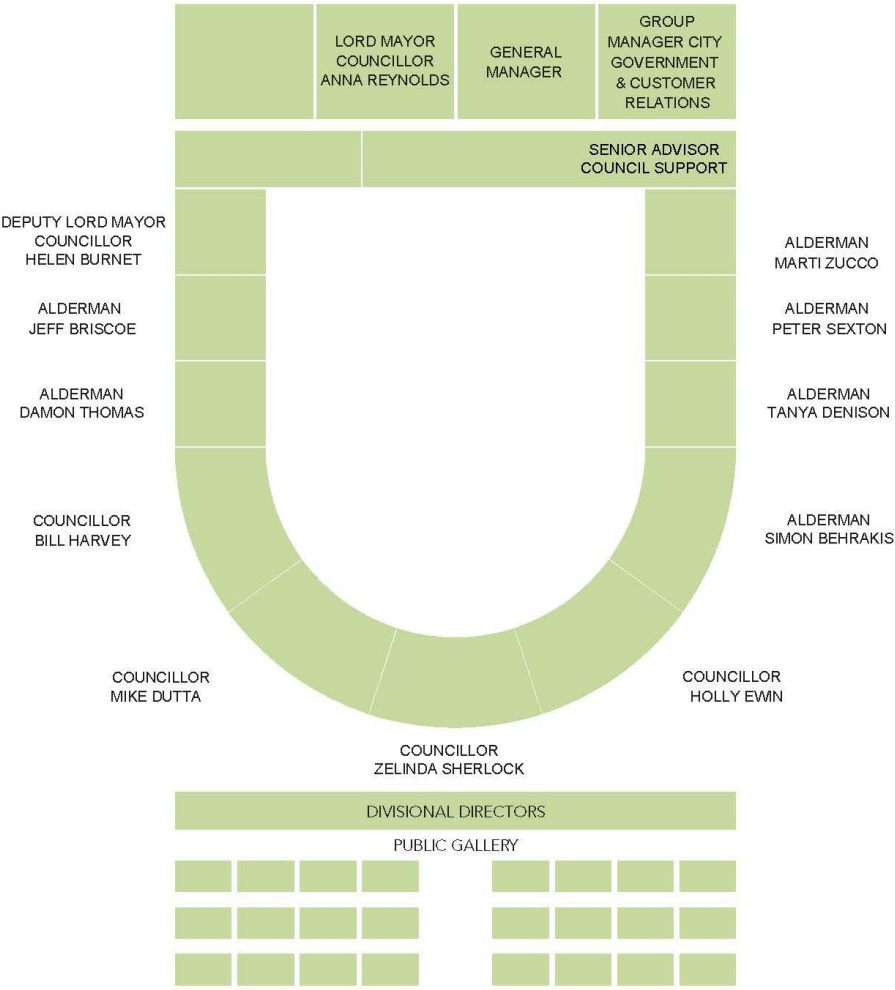 LORD MAYOR
COUNCILLOR
ANNA REYNOLDS
GENERAL
MANAGER
GROUP
MANAGER CITY
GOVERNMENT
& CUSTOMER
RELATIONS
SENIOR ADVISOR
COUNCIL SUPPORT
DEPUTY LORD MAYOR
COUNCILLOR
HELEN BURNET
ALDERMAN
MARTI ZUCCO
ALDERMAN
JEFF BRISCOE
ALDERMAN
PETER SEXTON
ALDERMAN
DAMON THOMAS
ALDERMAN
TANYA DENISON
COUNCILLOR
BILL HARVEY
ALDERMAN
SIMON BEHRAKIS
COUNCILLOR
MIKE DUTTA
COUNCILLOR
HOLLY EWIN
COUNCILLOR
ZELINDA SHERLOCK
DIVISIONAL DIRECTORS
PUBLIC GALLERY